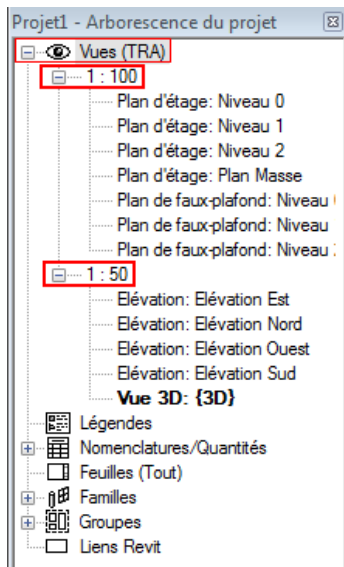 Projet1 - Arborescence du projet
Vues (TRA)
1 : 100
Plan d'étage: Niveau 0
Plan d'étage: Niveau 1
Plan d'étage: Niveau 2
Plan d'étage: Plan Masse
Plan de faux-plafond: Niveau
Plan de faux-plafond: Niveau
Plan de faux-plafond: Niveau
1 : 50
Elévation: Elévation Est
Elévation: Elévation Nord
Elévation: Elévation Ouest
Elévation: Elévation Sud
Vue 3D: {3D}
Légendes
Nomenclatures/Quantités
Feuilles (Tout)
Familles
Groupes
Liens Revit